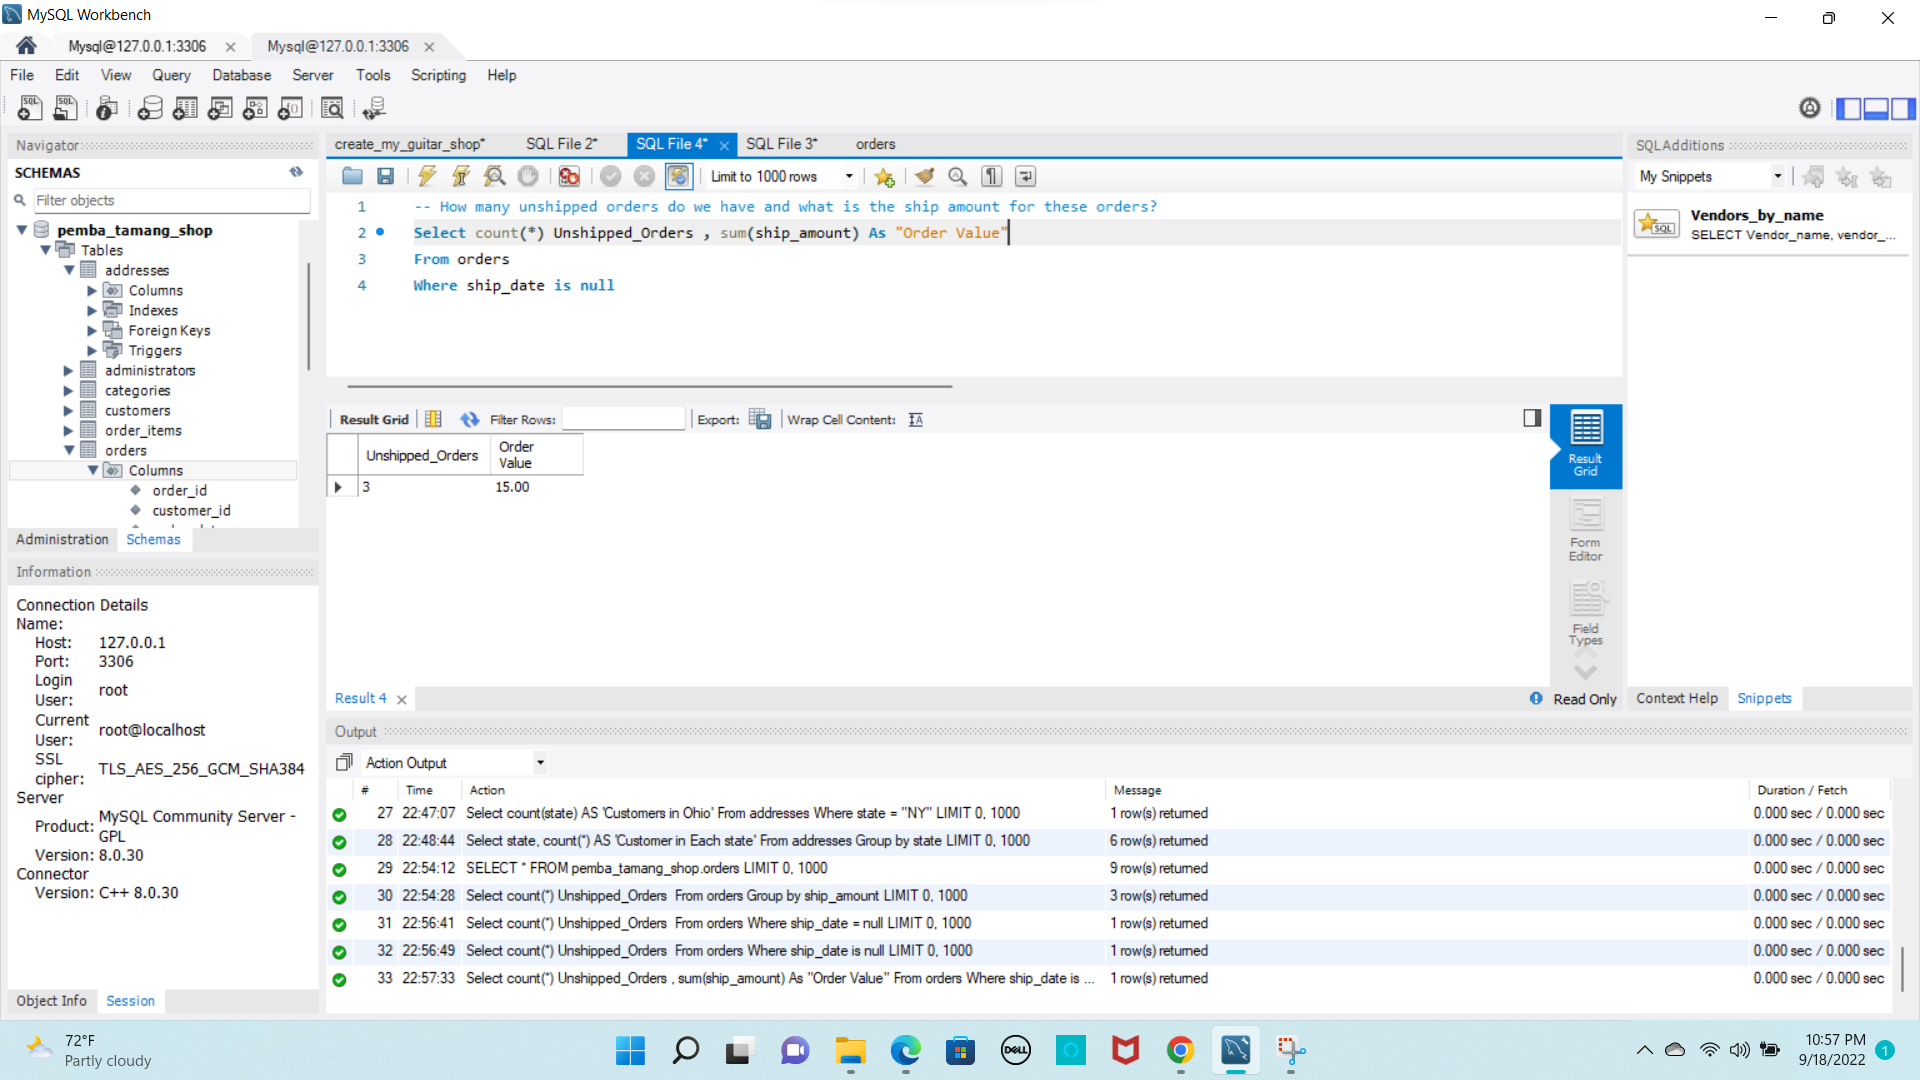 MySQL Workbench
Mysql@127.0.0.1:3306
Mysql@127.0.0.1:3306
File Edit View Query Database Server Tools Scripting Help
Navigator
SCHEMAS
Filter objects
pemba_tamang_shop
Tables
addresses
Columns
Indexes
Foreign Keys
Triggers
administrators
categories
customers
order_items
orders
Columns
order_id
customer_id
Administration Schemas
Information
Connection Details
Name:
Host: 127.0.0.1
Port: 3306
Login User: root
Current User: root@localhost
SSL cipher: TLS_AES_256_GCM_SHA384
Server
Product: MySQL Community Server - GPL
Version: 8.0.30
Connector
Version: C++ 8.0.30
Object Info Session
create_my_guitar_shop* SQL File 2* SQL File 4* SQL File 3* orders
Limit to 1000 rows
1 -- How many unshipped orders do we have and what is the ship amount for these orders?
2 Select count(*) Unshipped_Orders , sum(ship_amount) As "Order Value"
3 From orders
4 Where ship_date is null
Result Grid Filter Rows: Export: Wrap Cell Content:
Unshipped_Orders Order Value
3 15.00
Result Grid
Form Editor
Field Types
Result 4
Read Only
SQLAdditions
My Snippets
SQL
Vendors_by_name
SELECT Vendor_name, vendor_...
Context Help Snippets
Output
Action Output
# Time Action Message Duration / Fetch
27 22:47:07 Select count(state) AS 'Customers in Ohio' From addresses Where state = "NY" LIMIT 0, 1000 1 row(s) returned 0.000 sec / 0.000 sec
28 22:48:44 Select state, count(*) AS 'Customer in Each state' From addresses Group by state LIMIT 0, 1000 6 row(s) returned 0.000 sec / 0.000 sec
29 22:54:12 SELECT * FROM pemba_tamang_shop.orders LIMIT 0, 1000 9 row(s) returned 0.000 sec / 0.000 sec
30 22:54:28 Select count(*) Unshipped_Orders From orders Group by ship_amount LIMIT 0, 1000 3 row(s) returned 0.000 sec / 0.000 sec
31 22:56:41 Select count(*) Unshipped_Orders From orders Where ship_date = null LIMIT 0, 1000 1 row(s) returned 0.000 sec / 0.000 sec
32 22:56:49 Select count(*) Unshipped_Orders From orders Where ship_date is null LIMIT 0, 1000 1 row(s) returned 0.000 sec / 0.000 sec
33 22:57:33 Select count(*) Unshipped_Orders , sum(ship_amount) As "Order Value" From orders Where ship_date is ... 1 row(s) returned 0.000 sec / 0.000 sec
72°F
Partly cloudy
DELL
10:57 PM
9/18/2022
1